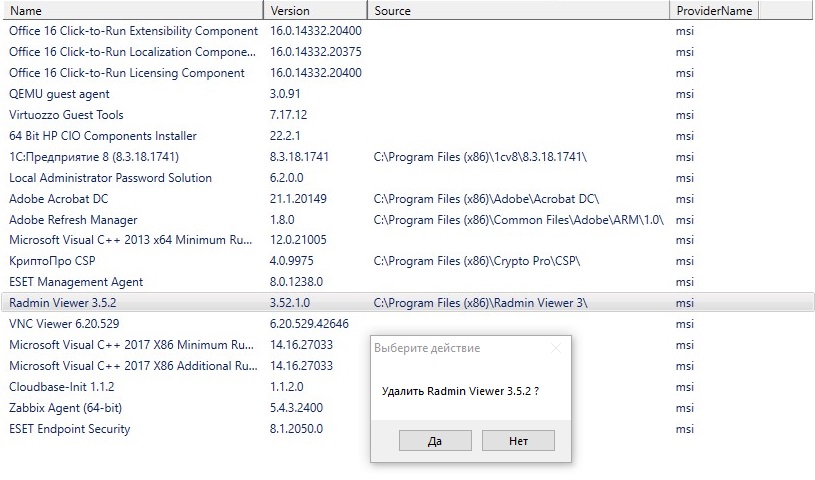 Name Version Source ProviderName
Office 16 Click-to-Run Extensibility Component 16.0.14332.20400 msi
Office 16 Click-to-Run Localization Compone... 16.0.14332.20375 msi
Office 16 Click-to-Run Licensing Component 16.0.14332.20400 msi
QEMU guest agent 3.0.91 msi
Virtuozzo Guest Tools 7.17.12 msi
64 Bit HP CIO Components Installer 22.2.1 msi
1С:Предприятие 8 (8.3.18.1741) 8.3.18.1741 C:\Program Files (x86)\1cv8\8.3.18.1741\ msi
Local Administrator Password Solution 6.2.0.0 msi
Adobe Acrobat DC 21.1.20149 C:\Program Files (x86)\Adobe\Acrobat DC\ msi
Adobe Refresh Manager 1.8.0 C:\Program Files (x86)\Common Files\Adobe\ARM\1.0\ msi
Microsoft Visual C++ 2013 x64 Minimum Ru... 12.0.21005 msi
КриптоПро CSP 4.0.9975 C:\Program Files (x86)\Crypto Pro\CSP\ msi
ESET Management Agent 8.0.1238.0 msi
Radmin Viewer 3.5.2 3.52.1.0 C:\Program Files (x86)\Radmin Viewer 3\ msi
VNC Viewer 6.20.529 6.20.529.42646 msi
Microsoft Visual C++ 2017 X86 Minimum Ru... 14.16.27033 msi
Microsoft Visual C++ 2017 X86 Additional Ru... 14.16.27033 msi
Cloudbase-Init 1.1.2 1.1.2.0 msi
Zabbix Agent (64-bit) 5.4.3.2400 msi
ESET Endpoint Security 8.1.2050.0 msi
Выберите действие
Удалить Radmin Viewer 3.5.2 ?
Да Нет